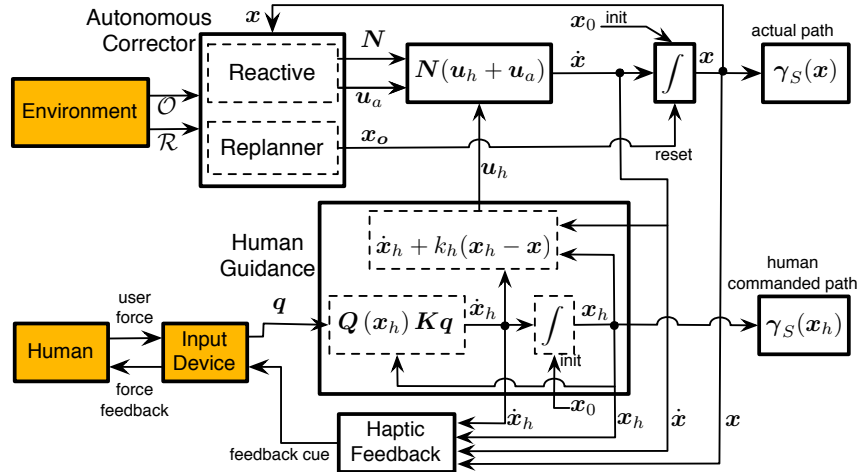 Autonomous
Corrector
x
Reactive
Replanner
Environment
𝒪
ℛ
N
u_a
N(u_h + u_a)
ẋ
x_0 init
∫
x
reset
x_o
actual path
γ_S(x)
u_h
Human
Guidance
ẋ_h + k_h(x_h − x)
Q (x_h) Kq
ẋ_h
∫
init
x_0
x_h
human
commanded path
γ_S(x_h)
q
user
force
Human
Input
Device
force
feedback
feedback cue
Haptic
Feedback
ẋ_h
x_h
ẋ
x